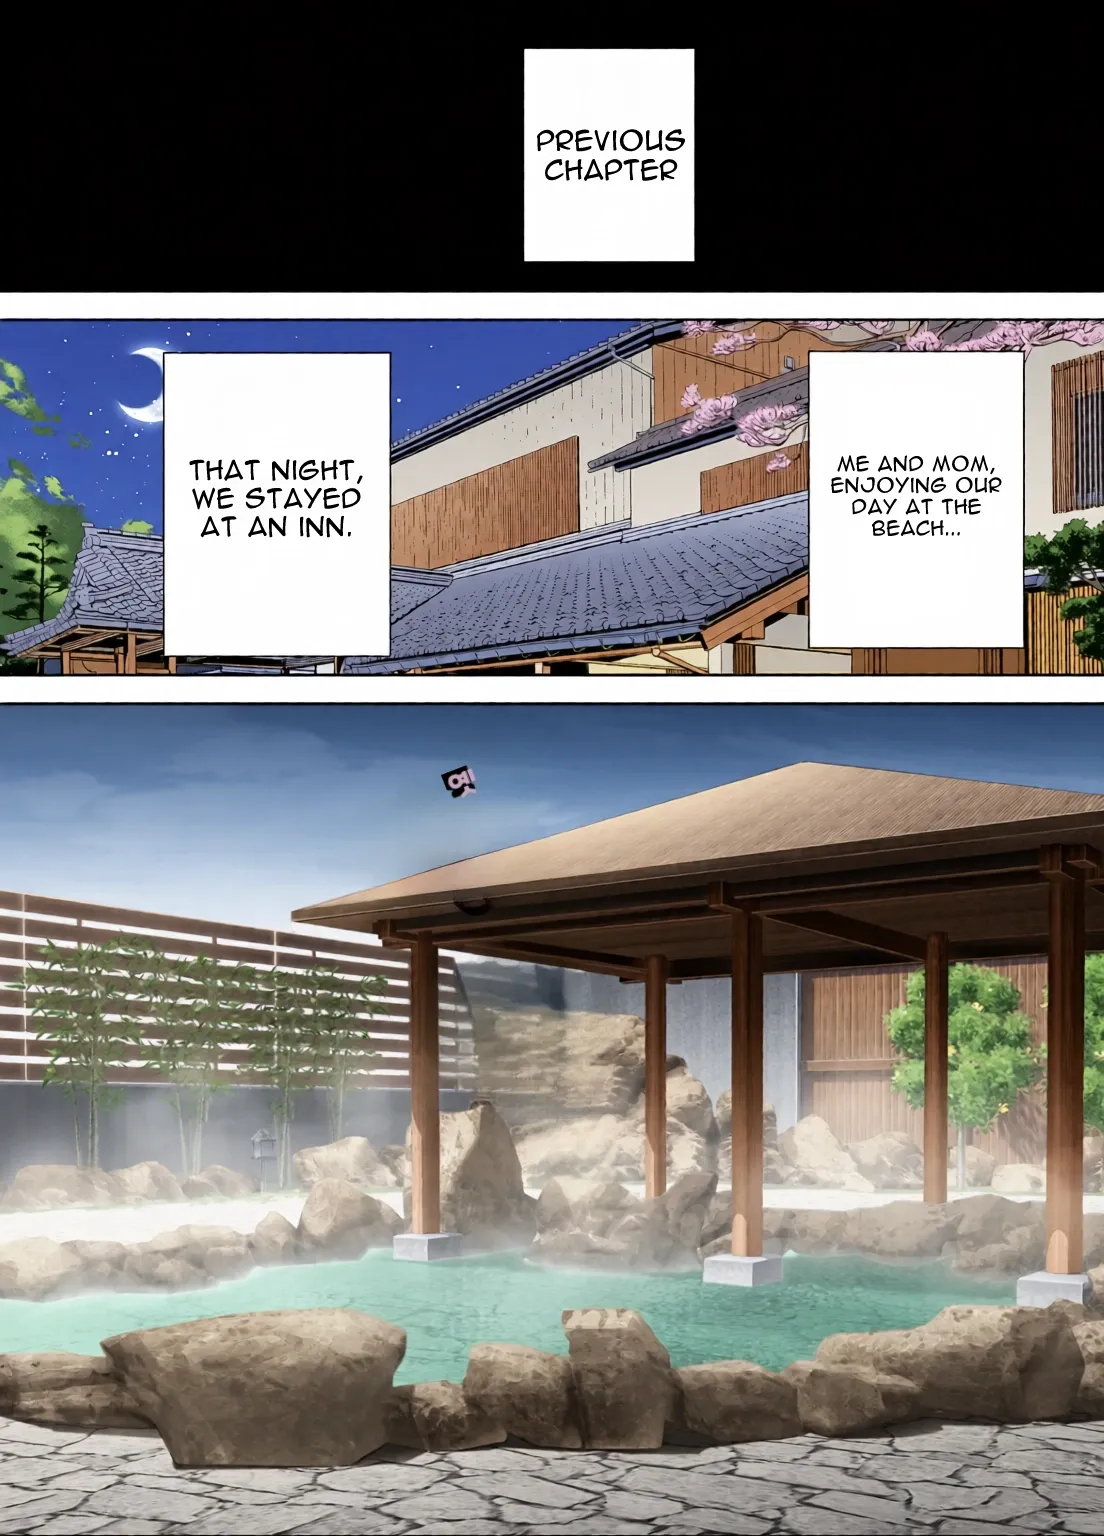 PREVIOUS
CHAPTER
ME AND MOM,
ENJOYING OUR
DAY AT THE
BEACH...
THAT NIGHT,
WE STAYED
AT AN INN.